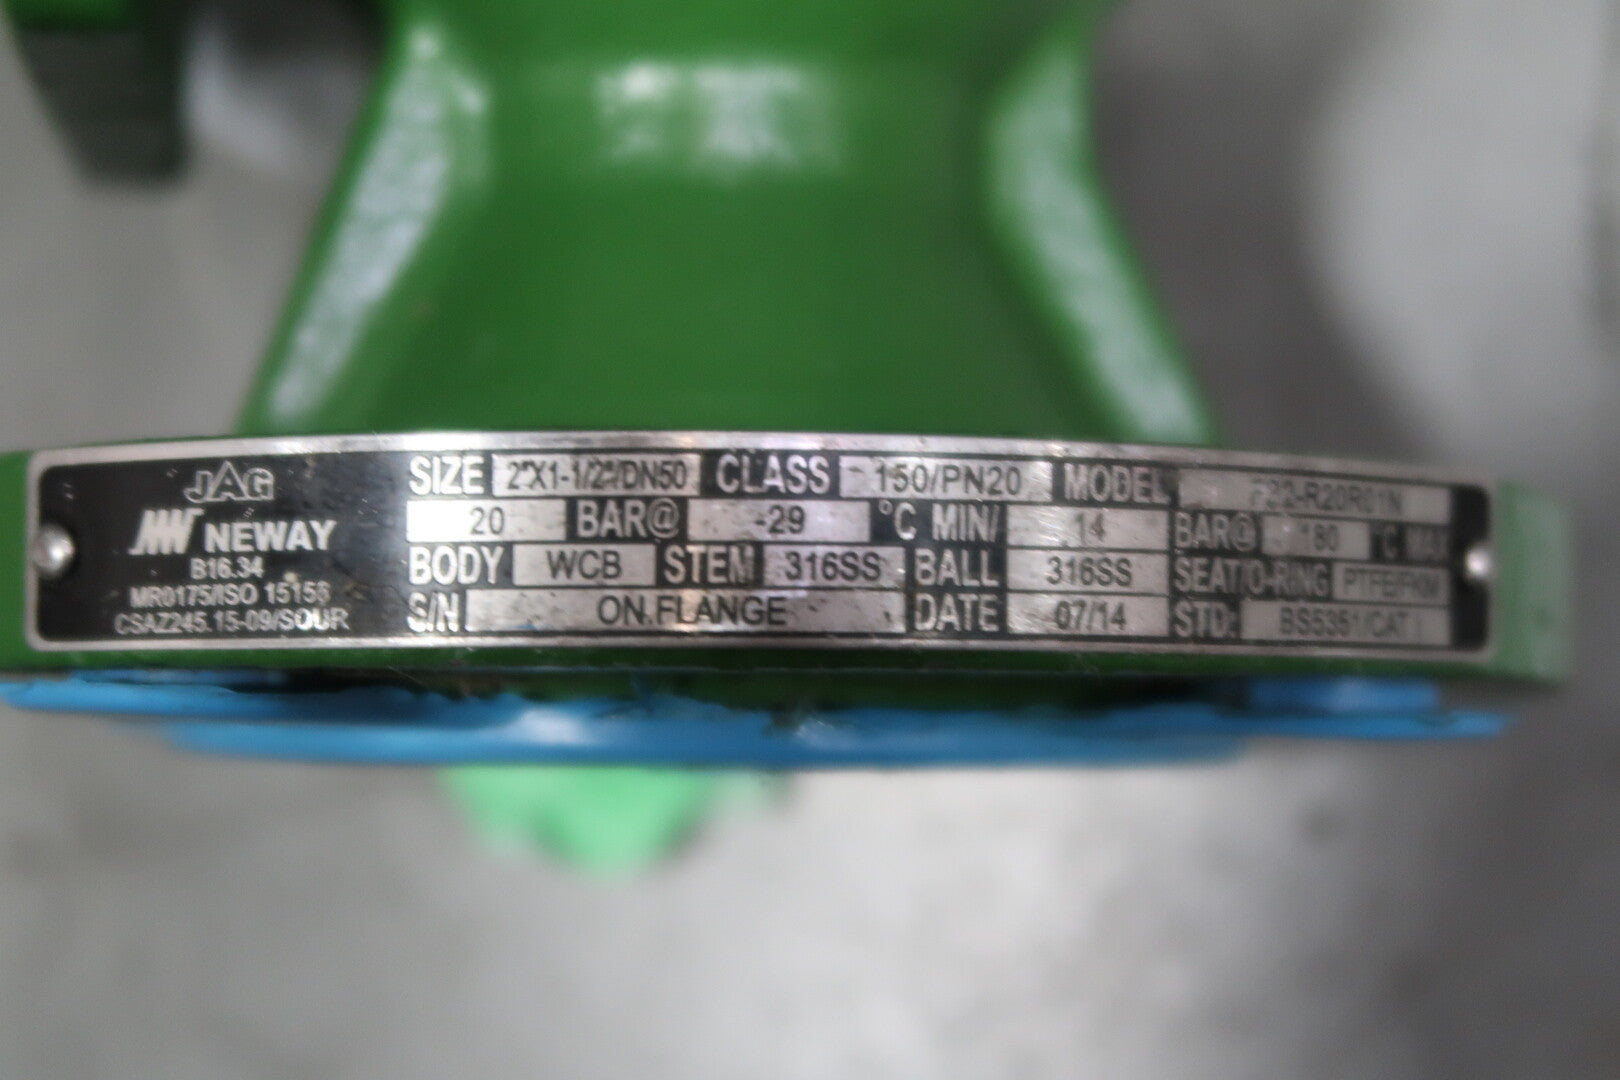 JAG
NEWAY
B16.34
MR0175/ISO 15156
CSAZ245.15-09/SOUR
SIZE 2"X1-1/2"/DN50 CLASS 150/PN20 MODEL
20 BAR@ -29 °C MIN/ 14 BAR@ 180 °C MAX
BODY WCB STEM 316SS BALL 316SS SEAT/O-RING PTFE/FKM
S/N ON.FLANGE DATE 07/14 STD: BS5351/CAT I